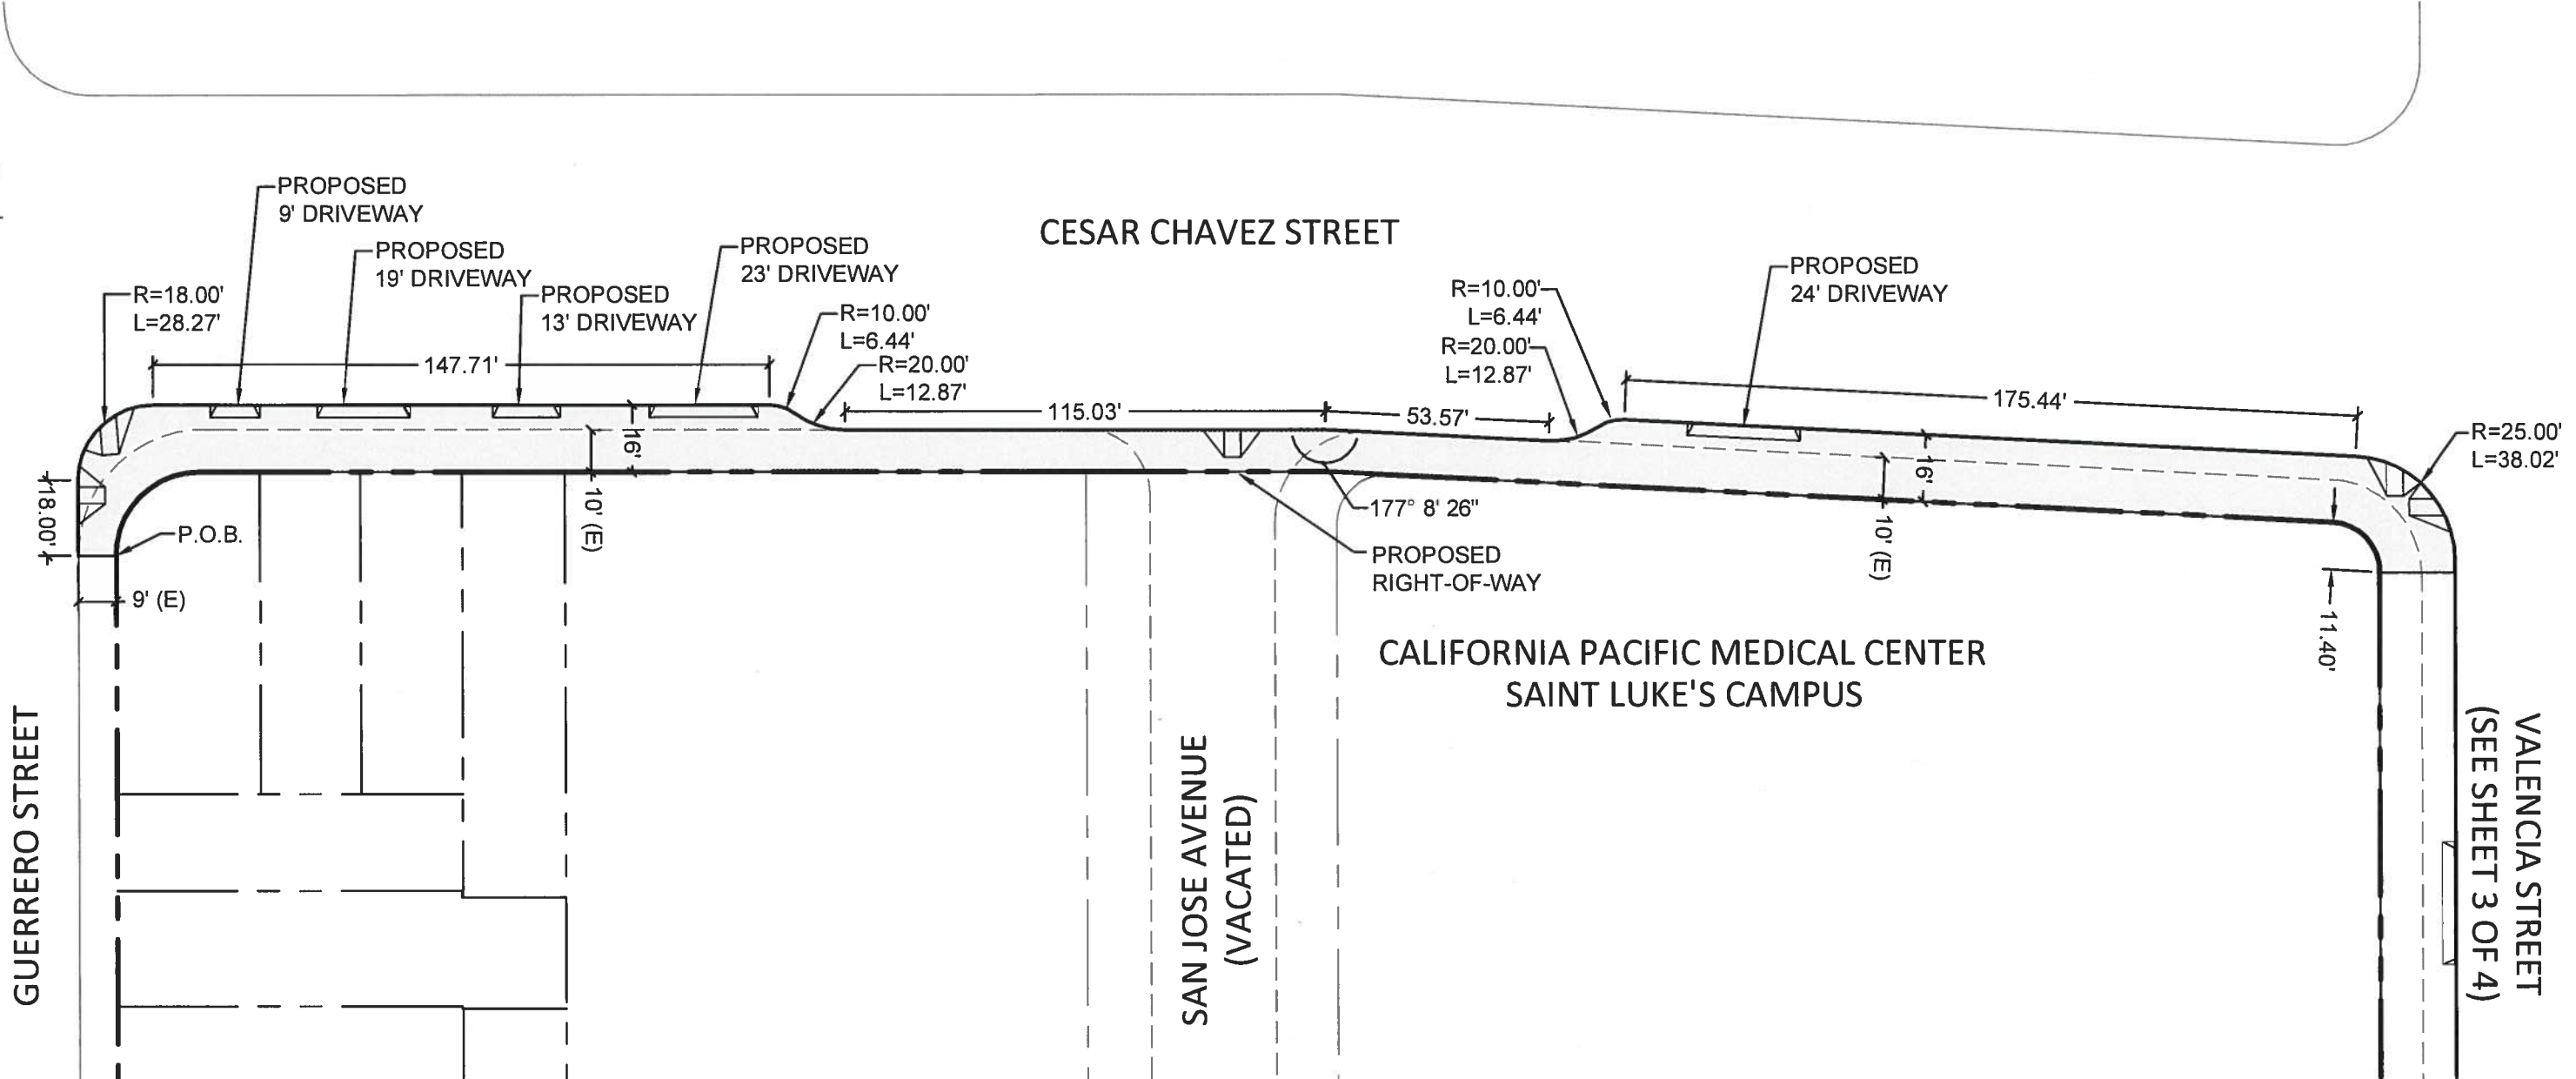 PROPOSED
9' DRIVEWAY
PROPOSED
19' DRIVEWAY
PROPOSED
13' DRIVEWAY
PROPOSED
23' DRIVEWAY
CESAR CHAVEZ STREET
R=18.00'
L=28.27'
147.71'
R=10.00'
L=6.44'
R=20.00'
L=12.87'
115.03'
53.57'
R=10.00'
L=6.44'
R=20.00'
L=12.87'
PROPOSED
24' DRIVEWAY
175.44'
R=25.00'
L=38.02'
16'
10' (E)
16'
10' (E)
18.00'
P.O.B.
9' (E)
177° 8' 26"
PROPOSED
RIGHT-OF-WAY
11.40'
CALIFORNIA PACIFIC MEDICAL CENTER
SAINT LUKE'S CAMPUS
GUERRERO STREET
SAN JOSE AVENUE
(VACATED)
VALENCIA STREET
(SEE SHEET 3 OF 4)